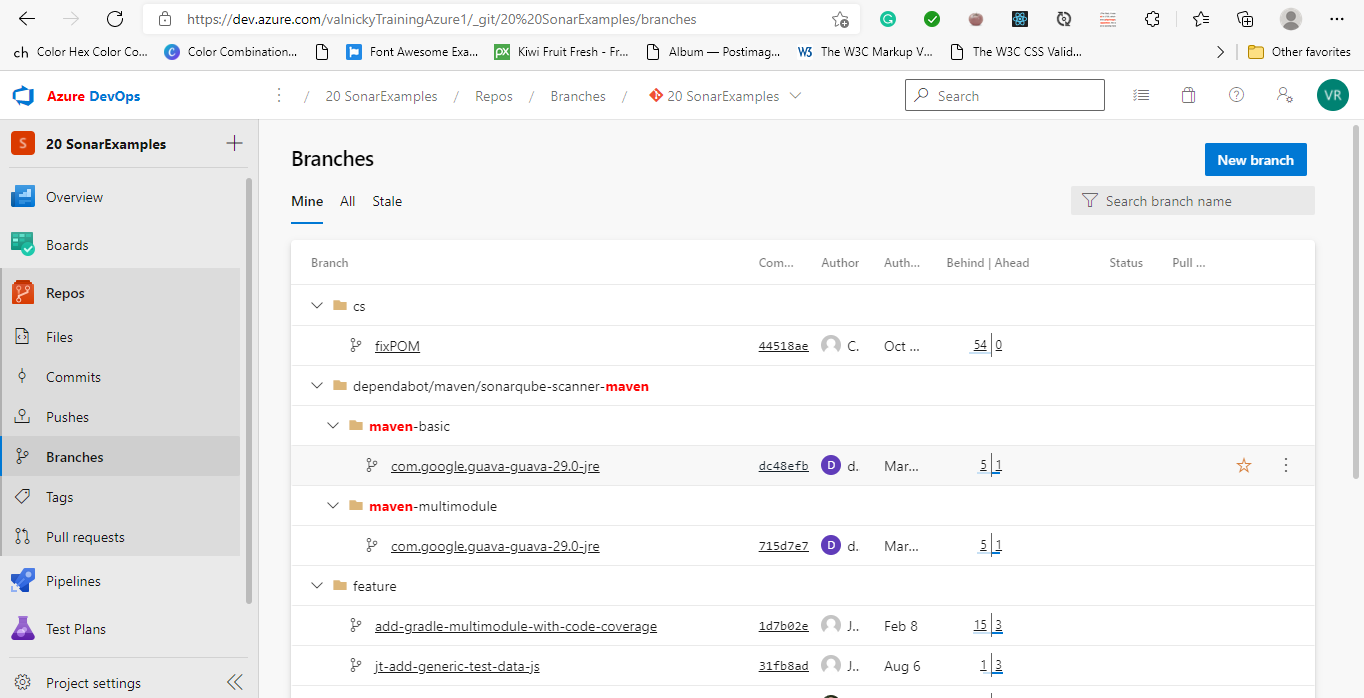 https://dev.azure.com/valnickyTrainingAzure1/_git/20%20SonarExamples/branches
ch Color Hex Color Co... C Color Combination... Font Awesome Exa... px Kiwi Fruit Fresh - Fr... Album — Postimag... W3 The W3C Markup V... The W3C CSS Valid... Other favorites
Azure DevOps / 20 SonarExamples / Repos / Branches / 20 SonarExamples Search VR
S 20 SonarExamples
Overview
Boards
Repos
Files
Commits
Pushes
Branches
Tags
Pull requests
Pipelines
Test Plans
Project settings
Branches
New branch
Mine All Stale
Search branch name
Branch Com... Author Auth... Behind | Ahead Status Pull ...
cs
fixPOM 44518ae C. Oct ... 54 0
dependabot/maven/sonarqube-scanner-maven
maven-basic
com.google.guava-guava-29.0-jre dc48efb D d. Mar... 5 1
maven-multimodule
com.google.guava-guava-29.0-jre 715d7e7 D d. Mar... 5 1
feature
add-gradle-multimodule-with-code-coverage 1d7b02e J.. Feb 8 15 3
jt-add-generic-test-data-js 31fb8ad J.. Aug 6 1 3